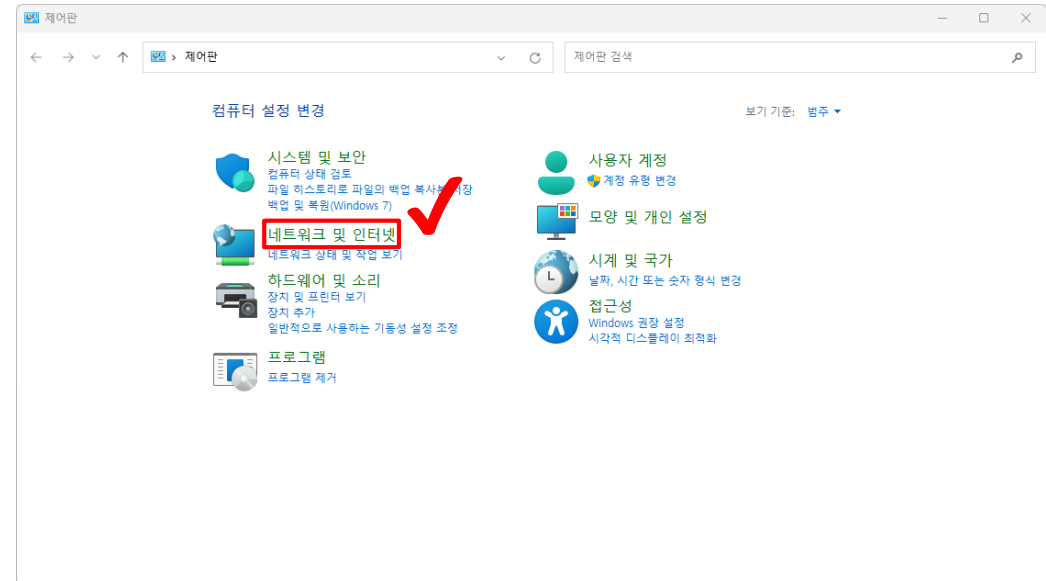 제어판
제어판
제어판 검색
컴퓨터 설정 변경
보기 기준: 범주
시스템 및 보안
컴퓨터 상태 검토
파일 히스토리로 파일의 백업 복사본 저장
백업 및 복원(Windows 7)
네트워크 및 인터넷
네트워크 상태 및 작업 보기
하드웨어 및 소리
장치 및 프린터 보기
장치 추가
일반적으로 사용하는 기동성 설정 조정
프로그램
프로그램 제거
사용자 계정
계정 유형 변경
모양 및 개인 설정
시계 및 국가
날짜, 시간 또는 숫자 형식 변경
접근성
Windows 권장 설정
시각적 디스플레이 최적화